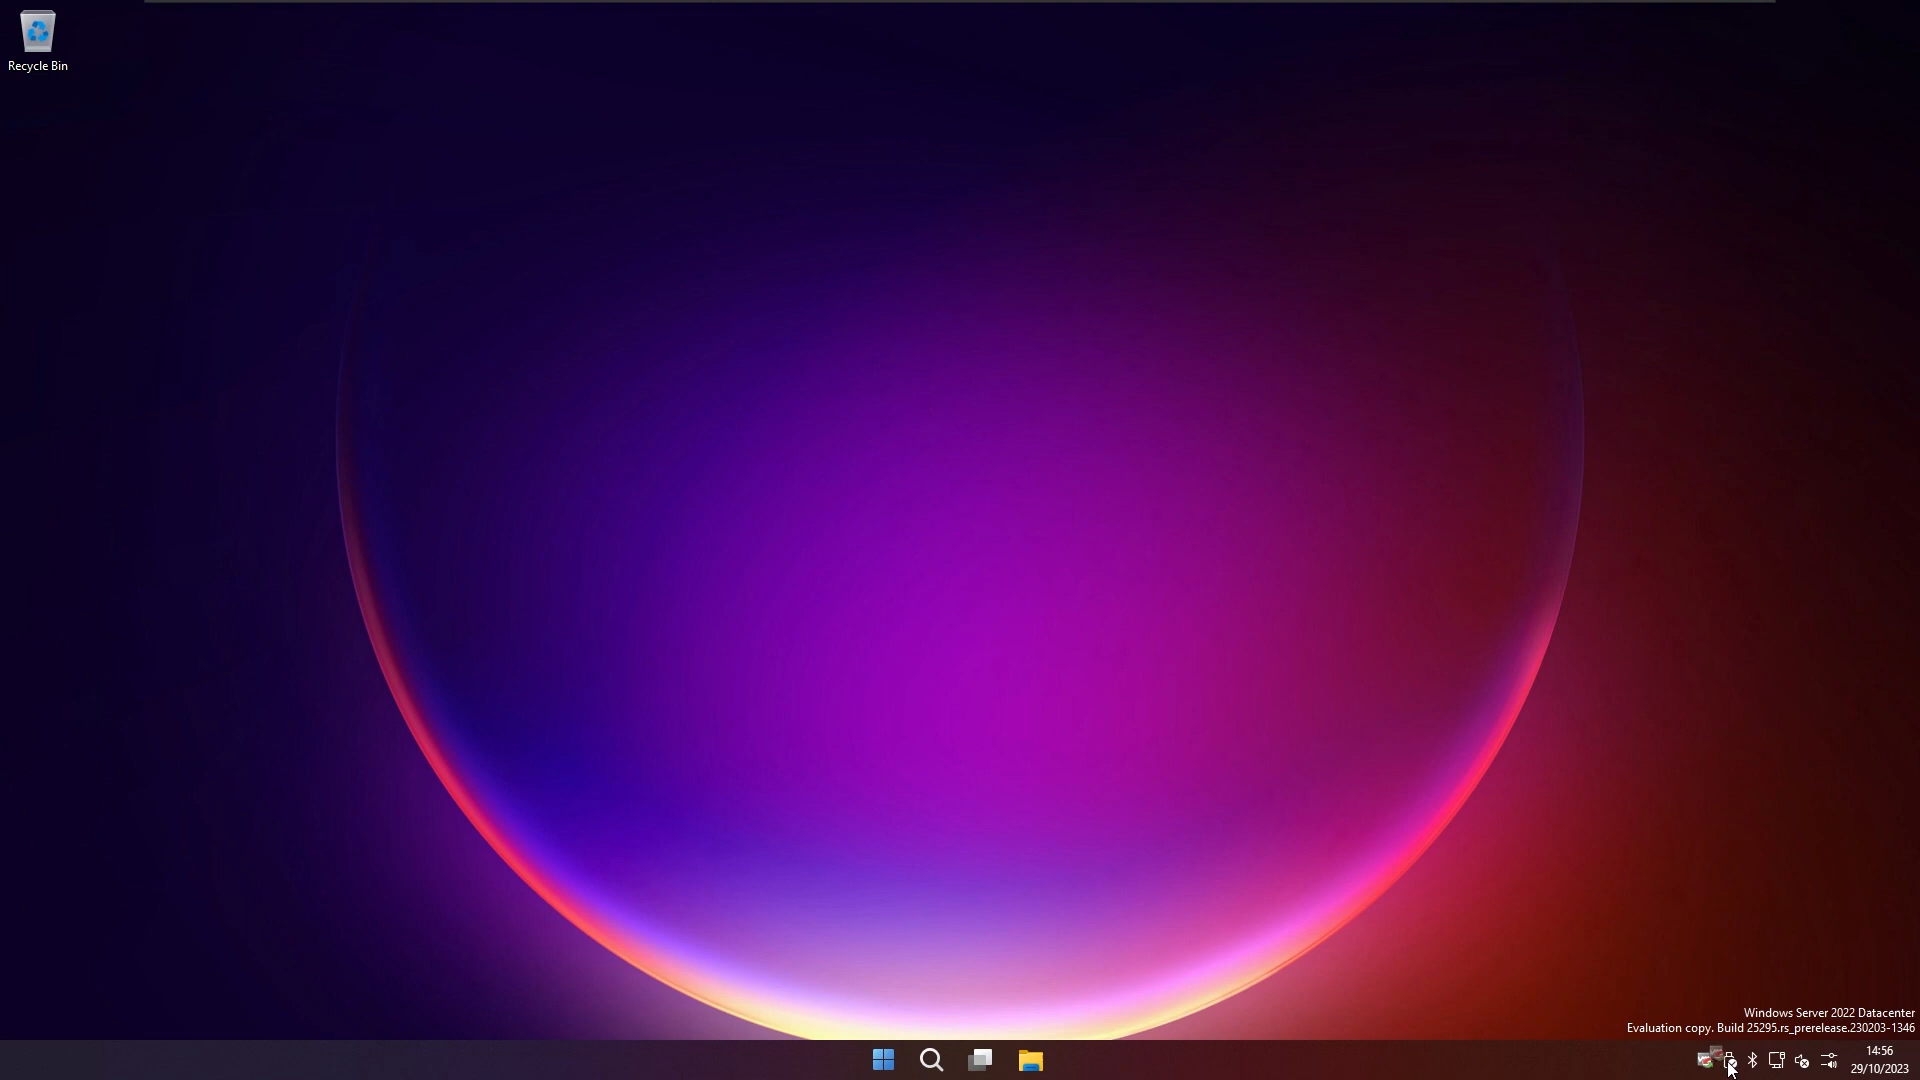 Recycle Bin
Windows Server 2022 Datacenter
Evaluation copy. Build 25295.rs_prerelease.230203-1346
14:56
29/10/2023